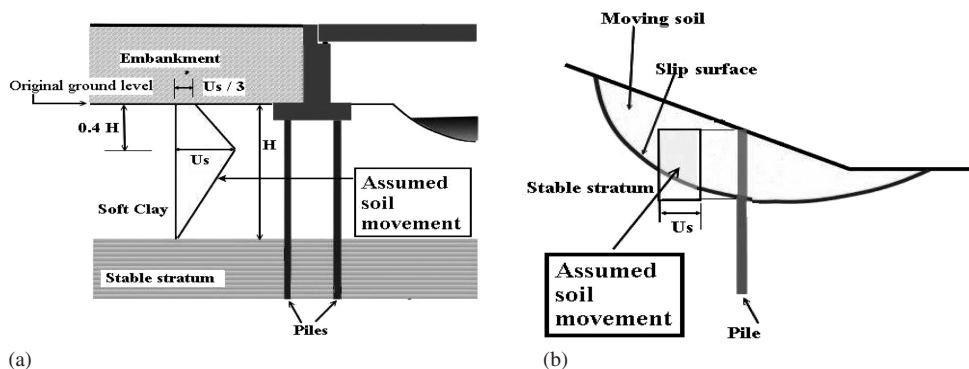 Embankment
Us / 3
Original ground level
0.4 H
H
Us
Assumed
soil
movement
Soft Clay
Stable stratum
Piles
(a)
Moving soil
Slip surface
Stable stratum
Us
Assumed
soil
movement
Pile
(b)